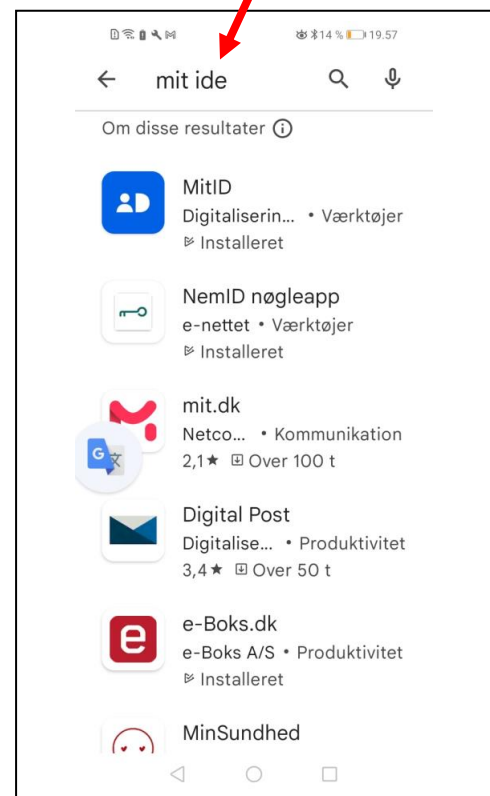 14 % 19.57
mit ide
Om disse resultater
MitID
Digitaliserin... • Værktøjer
Installeret
NemID nøgleapp
e-nettet • Værktøjer
Installeret
mit.dk
Netco... • Kommunikation
2,1★ Over 100 t
G 文
Digital Post
Digitalise... • Produktivitet
3,4★ Over 50 t
e
e-Boks.dk
e-Boks A/S • Produktivitet
Installeret
MinSundhed